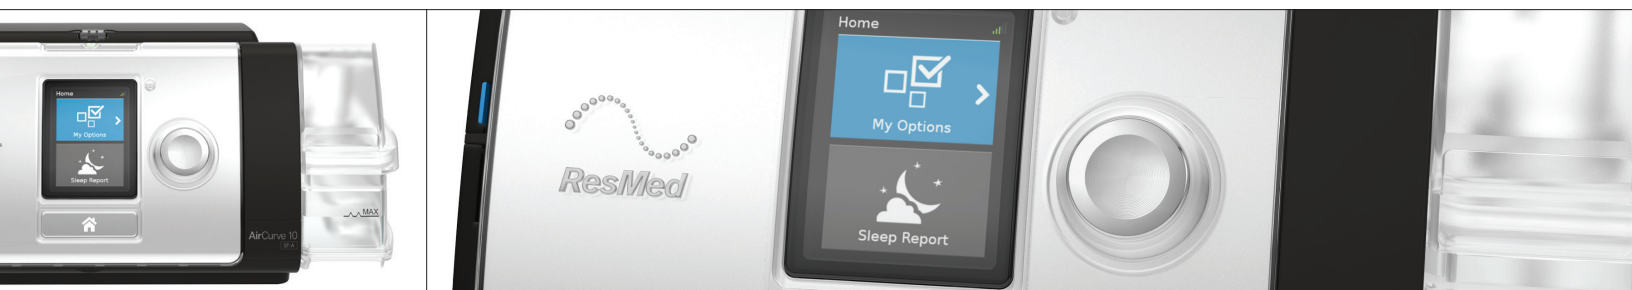 Home
My Options
Sleep Report
MAX
AirCurve 10
ResMed
Home
My Options
Sleep Report